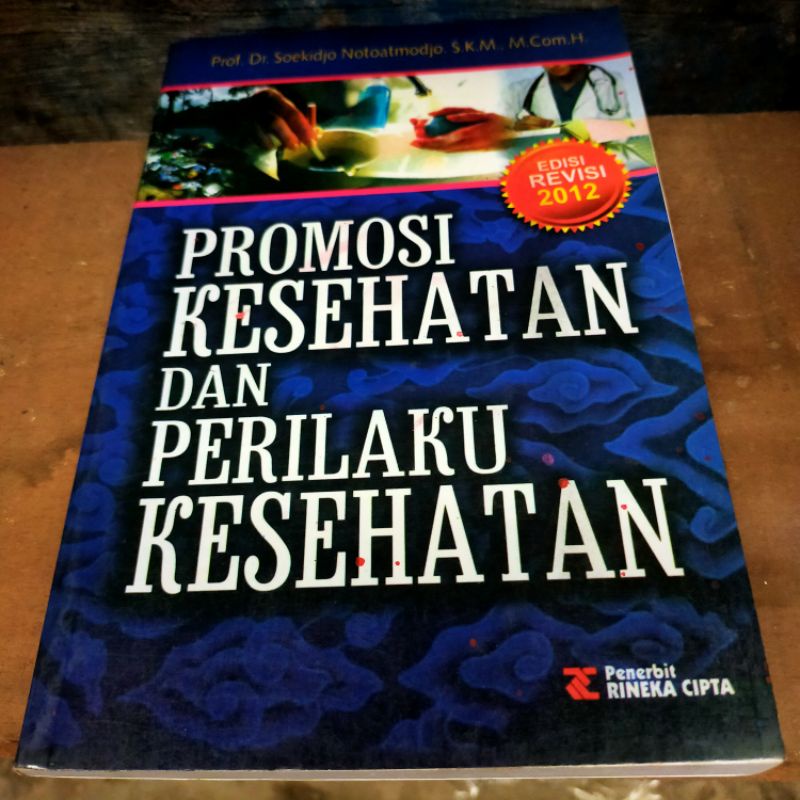 Prof. Dr. Soekidjo Notoatmodjo. S.K.M., M.Com.H.
EDISI
REVISI
2012
PROMOSI
KESEHATAN
DAN
PERILAKU
KESEHATAN
Penerbit
RINEKA CIPTA